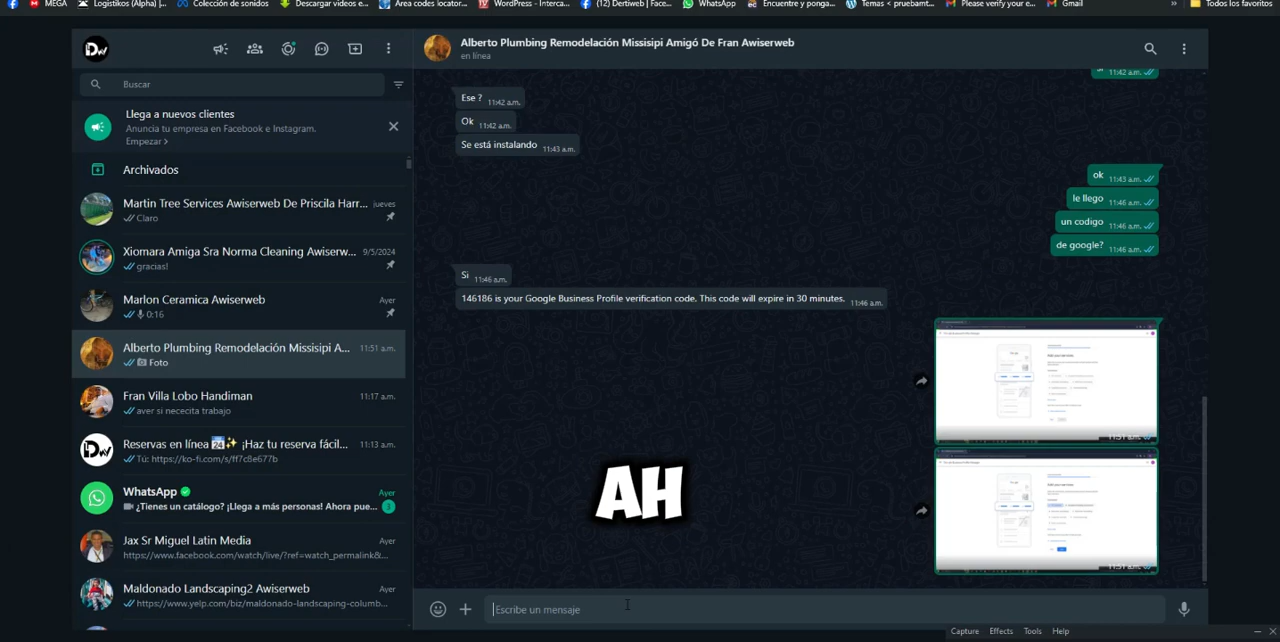 MEGA
Logistikos (Alpha) |...
Colección de sonidos
Descargar videos e...
Area codes locator...
WordPress - Interca...
(12) Dertiweb | Face...
WhatsApp
Encuentre y ponga...
Temas < pruebamt...
Please verify your e...
Gmail
»
Todos los favoritos
DW
Buscar
Llega a nuevos clientes
Anuncia tu empresa en Facebook e Instagram.
Empezar >
Archivados
Martin Tree Services Awiserweb De Priscila Harr... jueves
Claro
Xiomara Amiga Sra Norma Cleaning Awiserw... 9/5/2024
gracias!
Marlon Ceramica Awiserweb Ayer
0:16
Alberto Plumbing Remodelación Missisipi A... 11:51 a.m.
Foto
Fran Villa Lobo Handiman 11:17 a.m.
aver si necesita trabajo
Reservas en línea 📆✨ ¡Haz tu reserva fácil... 11:13 a.m.
Tú: https://ko-fi.com/s/ff7c8e677b
WhatsApp Ayer
¿Tienes un catálogo? ¡Llega a más personas! Ahora pue... 3
Jax Sr Miguel Latin Media Ayer
https://www.facebook.com/watch/live/?ref=watch_permalink&...
Maldonado Landscaping2 Awiserweb Ayer
https://www.yelp.com/biz/maldonado-landscaping-columb...
Alberto Plumbing Remodelación Missisipi Amigó De Fran Awiserweb
en línea
11:42 a.m.
Ese ? 11:42 a.m.
Ok 11:42 a.m.
Se está instalando 11:43 a.m.
ok 11:43 a.m.
le llego 11:46 a.m.
un codigo 11:46 a.m.
de google? 11:46 a.m.
Si 11:46 a.m.
146186 is your Google Business Profile verification code. This code will expire in 30 minutes. 11:46 a.m.
11:51 a.m.
11:51 a.m.
AH
Escribe un mensaje
Capture Effects Tools Help